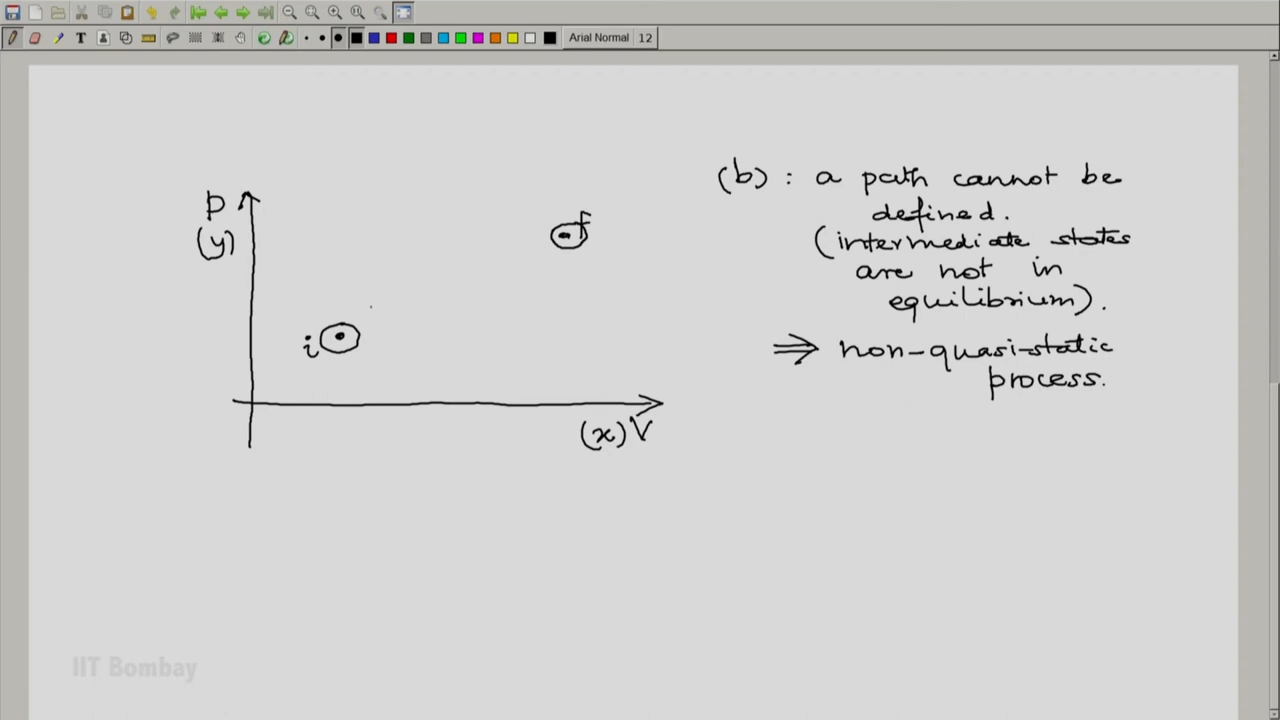 Arial Normal 12
(b) : a path cannot be
defined.
(intermediate states
are not in
equilibrium).
⇒ non-quasi-static
process.
p
(y)
f
i
(x) V
IIT Bombay